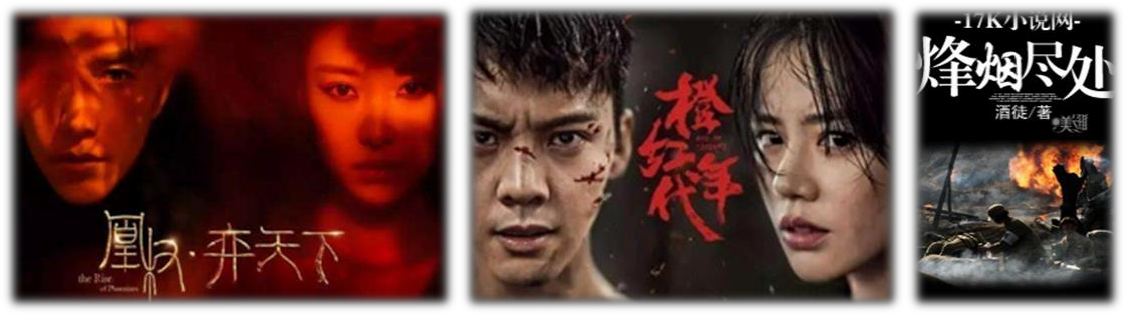 凰权·弈天下
the Rise
of Phoenixes
橙红年代
-17K小说网-
烽烟尽处
酒徒/著